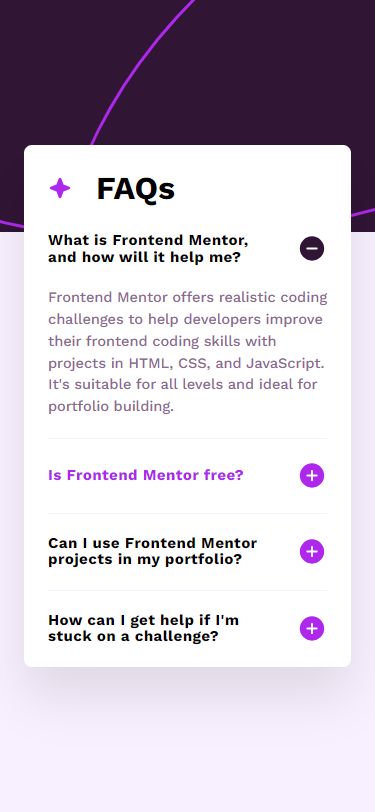 FAQs
What is Frontend Mentor,
and how will it help me?
Frontend Mentor offers realistic coding
challenges to help developers improve
their frontend coding skills with
projects in HTML, CSS, and JavaScript.
It's suitable for all levels and ideal for
portfolio building.
Is Frontend Mentor free?
Can I use Frontend Mentor
projects in my portfolio?
How can I get help if I'm
stuck on a challenge?